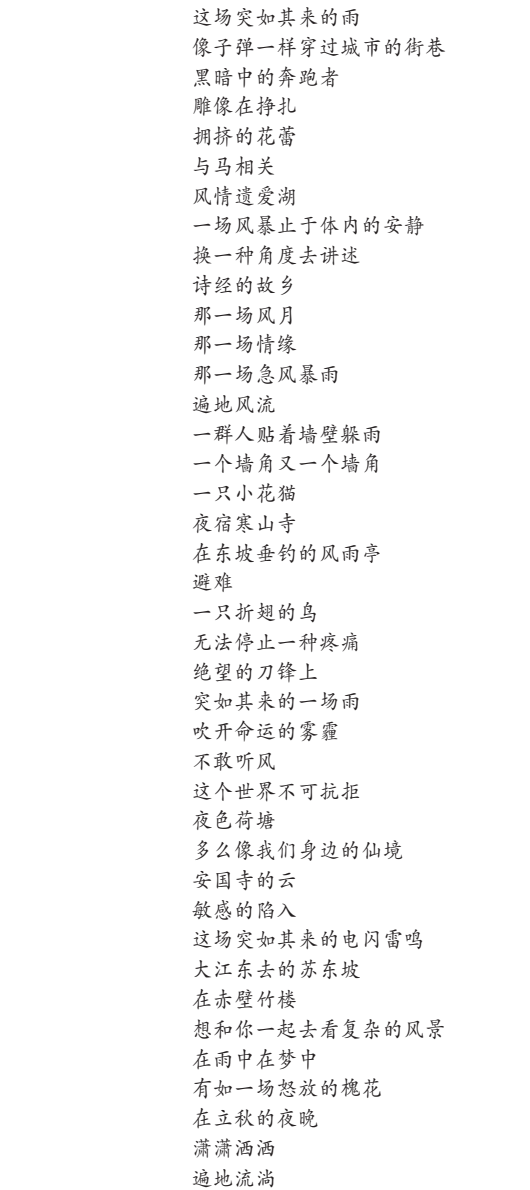 这场突如其来的雨
像子弹一样穿过城市的街巷
黑暗中的奔跑者
雕像在挣扎
拥挤的花蕾
与马相关
风情遗爱湖
一场风暴止于体内的安静
换一种角度去讲述
诗经的故乡
那一场风月
那一场情缘
那一场急风暴雨
遍地风流
一群人贴着墙壁躲雨
一个墙角又一个墙角
一只小花猫
夜宿寒山寺
在东坡垂钓的风雨亭
避难
一只折翅的鸟
无法停止一种疼痛
绝望的刀锋上
突如其来的一场雨
吹开命运的雾霾
不敢听风
这个世界不可抗拒
夜色荷塘
多么像我们身边的仙境
安国寺的云
敏感的陷入
这场突如其来的电闪雷鸣
大江东去的苏东坡
在赤壁竹楼
想和你一起去看复杂的风景
在雨中在梦中
有如一场怒放的槐花
在立秋的夜晚
潇潇洒洒
遍地流淌